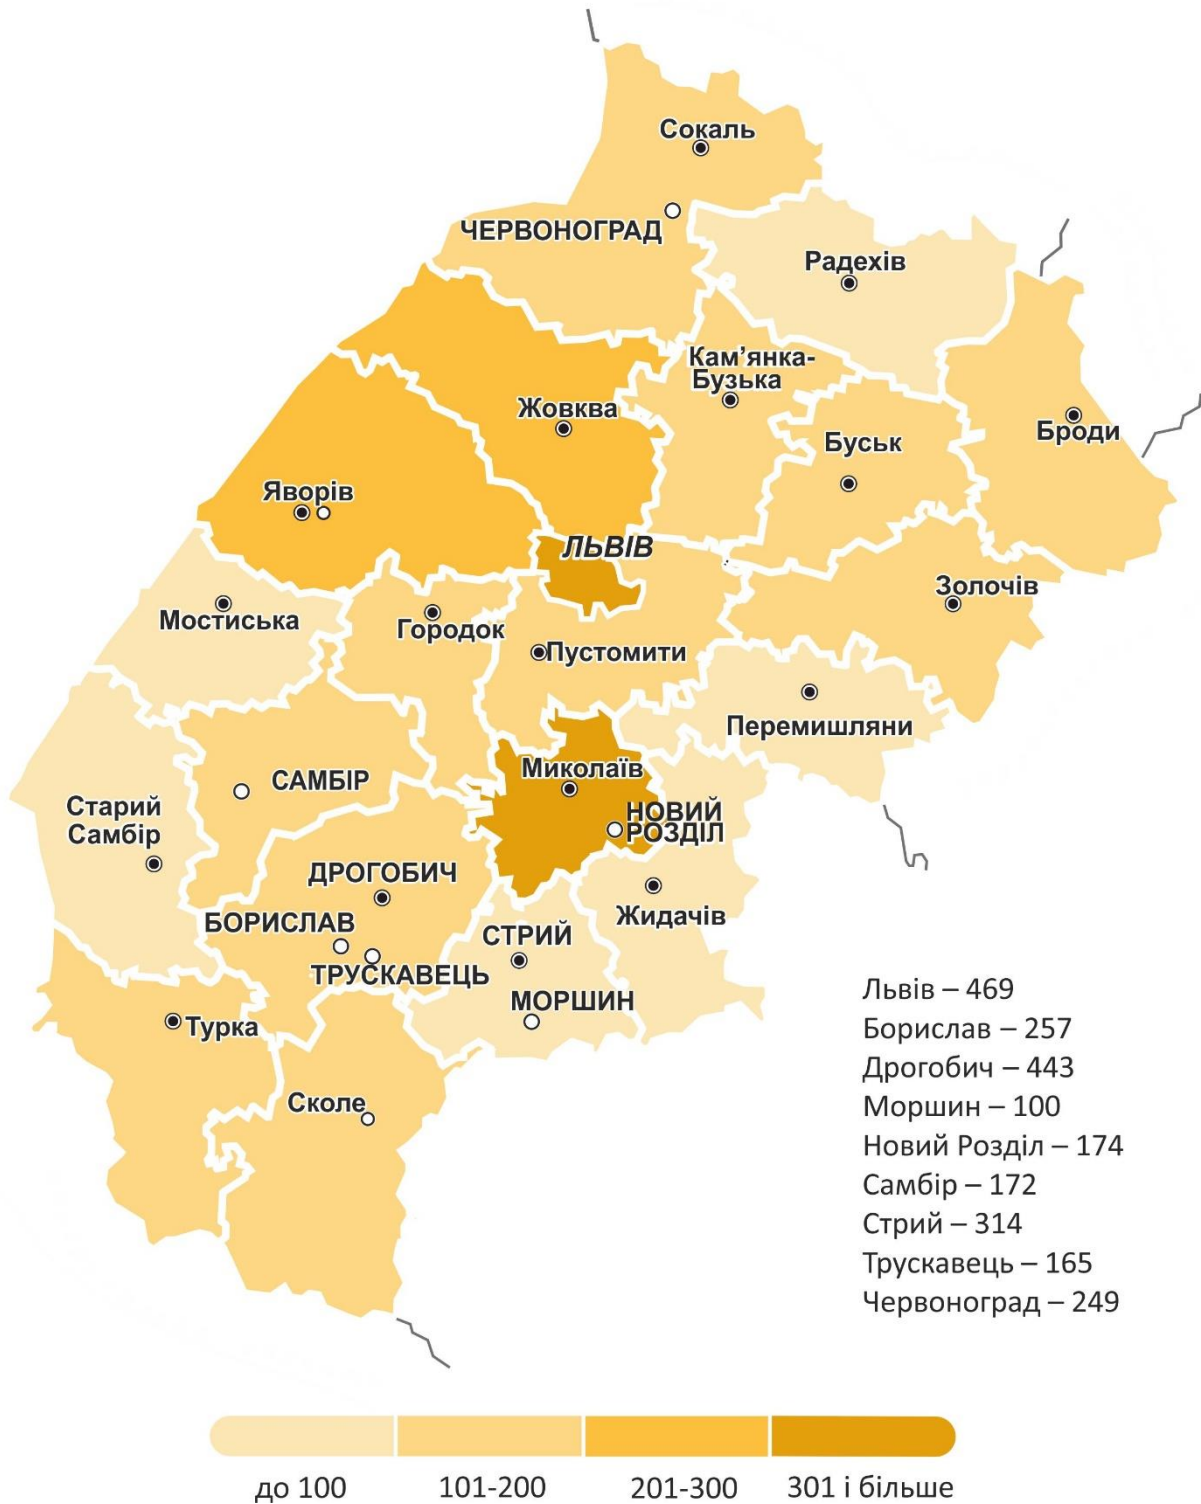 Сокаль
ЧЕРВОНОГРАД
Радехів
Кам’янка-
Бузька
Жовква
Буськ
Броди
Яворів
ЛЬВІВ
Золочів
Мостиська
Городок
Пустомити
Перемишляни
Миколаїв
САМБІР
Старий
Самбір
НОВИЙ
РОЗДІЛ
ДРОГОБИЧ
БОРИСЛАВ
ТРУСКАВЕЦЬ
СТРИЙ
Жидачів
МОРШИН
Турка
Сколе
Львів – 469
Борислав – 257
Дрогобич – 443
Моршин – 100
Новий Розділ – 174
Самбір – 172
Стрий – 314
Трускавець – 165
Червоноград – 249
до 100
101-200
201-300
301 і більше